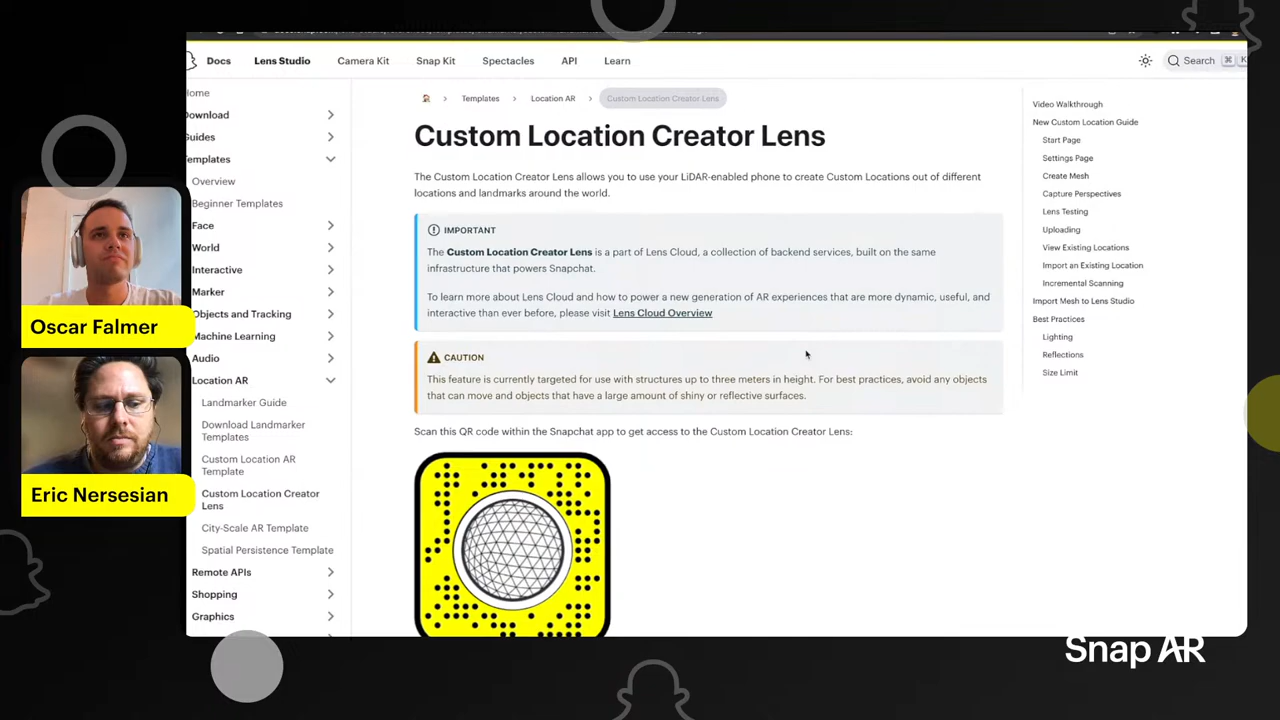 Docs
Lens Studio
Camera Kit
Snap Kit
Spectacles
API
Learn
Search
⌘
K
Home
Download
Guides
Templates
Overview
Beginner Templates
Face
World
Interactive
Marker
Objects and Tracking
Machine Learning
Audio
Location AR
Landmarker Guide
Download Landmarker
Templates
Custom Location AR
Template
Custom Location Creator
Lens
City-Scale AR Template
Spatial Persistence Template
Remote APIs
Shopping
Graphics
Templates
Location AR
Custom Location Creator Lens
Custom Location Creator Lens
The Custom Location Creator Lens allows you to use your LiDAR-enabled phone to create Custom Locations out of different
locations and landmarks around the world.
IMPORTANT
The Custom Location Creator Lens is a part of Lens Cloud, a collection of backend services, built on the same
infrastructure that powers Snapchat.
To learn more about Lens Cloud and how to power a new generation of AR experiences that are more dynamic, useful, and
interactive than ever before, please visit Lens Cloud Overview
CAUTION
This feature is currently targeted for use with structures up to three meters in height. For best practices, avoid any objects
that can move and objects that have a large amount of shiny or reflective surfaces.
Scan this QR code within the Snapchat app to get access to the Custom Location Creator Lens:
Video Walkthrough
New Custom Location Guide
Start Page
Settings Page
Create Mesh
Capture Perspectives
Lens Testing
Uploading
View Existing Locations
Import an Existing Location
Incremental Scanning
Import Mesh to Lens Studio
Best Practices
Lighting
Reflections
Size Limit
Oscar Falmer
Eric Nersesian
Snap AR